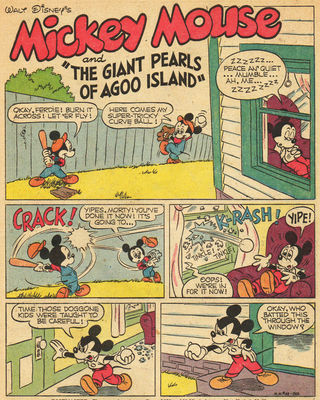 WALT DISNEY'S
Mickey Mouse
and
"THE GIANT PEARLS
OF AGOO ISLAND"
OKAY, FERDIE! BURN IT
ACROSS! LET 'ER FLY!
HERE COMES MY
SUPER-TRICKY
CURVE BALL!
ZZZZZZ...
PEACE AN' QUIET
...MUMBLE...
AH, ME...
ZZZZZZZ
CRACK!
YIPES, MORTY! YOU'VE
DONE IT NOW! IT'S
GOING TO...
K-RASH!
JINGLE
TINGLE
YIPE!
OOPS!
WE'RE IN
FOR IT NOW!
TIME THOSE DOGGONE
KIDS WERE TAUGHT TO
BE CAREFUL!
OKAY, WHO
BATTED THIS
THROUGH THE
WINDOW?